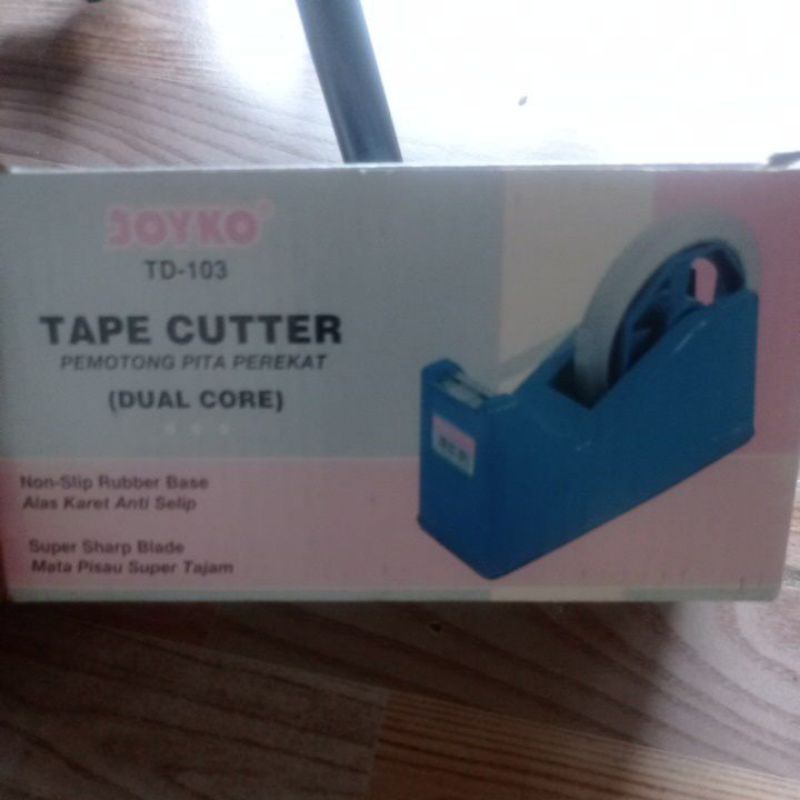 JOYKO®
TD-103
TAPE CUTTER
PEMOTONG PITA PEREKAT
(DUAL CORE)
Non-Slip Rubber Base
Alas Karet Anti Selip
Super Sharp Blade
Mata Pisau Super Tajam